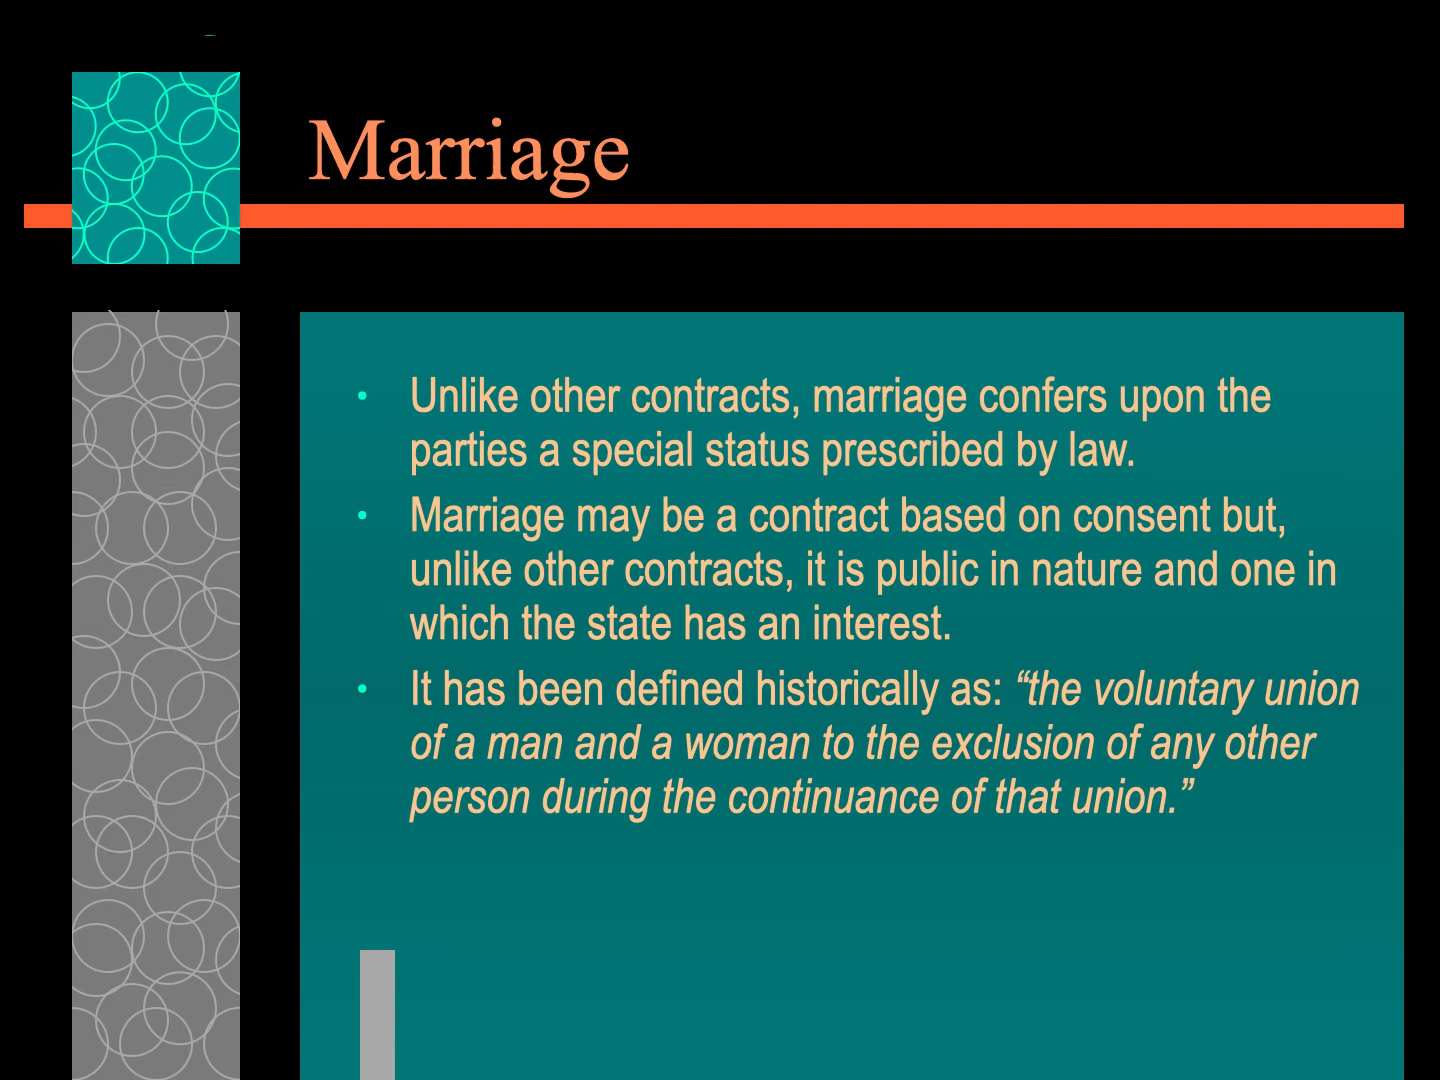 Marriage
• Unlike other contracts, marriage confers upon the
parties a special status prescribed by law.
• Marriage may be a contract based on consent but,
unlike other contracts, it is public in nature and one in
which the state has an interest.
• It has been defined historically as: “the voluntary union
of a man and a woman to the exclusion of any other
person during the continuance of that union.”